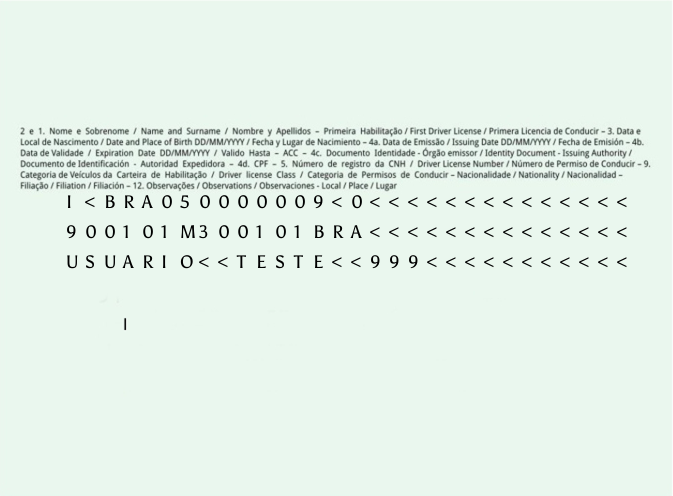 2 e 1. Nome e Sobrenome / Name and Surname / Nombre y Apellidos – Primeira Habilitação / First Driver License / Primera Licencia de Conducir – 3. Data e
Local de Nascimento / Date and Place of Birth DD/MM/YYYY / Fecha y Lugar de Nacimiento – 4a. Data de Emissão / Issuing Date DD/MM/YYYY / Fecha de Emisión – 4b.
Data de Validade / Expiration Date DD/MM/YYYY / Valido Hasta – ACC – 4c. Documento Identidade - Órgão emissor / Identity Document - Issuing Authority /
Documento de Identificación - Autoridad Expedidora – 4d. CPF – 5. Número de registro da CNH / Driver License Number / Número de Permiso de Conducir – 9.
Categoria de Veículos da Carteira de Habilitação / Driver license Class / Categoria de Permisos de Conducir – Nacionalidade / Nationality / Nacionalidad –
Filiação / Filiation / Filiación – 12. Observações / Observations / Observaciones - Local / Place / Lugar
I<BRA050000009<0<<<<<<<<<<<<<<
900101M300101BRA<<<<<<<<<<<<<<
USUARIO<<TESTE<<999<<<<<<<<<<<
I